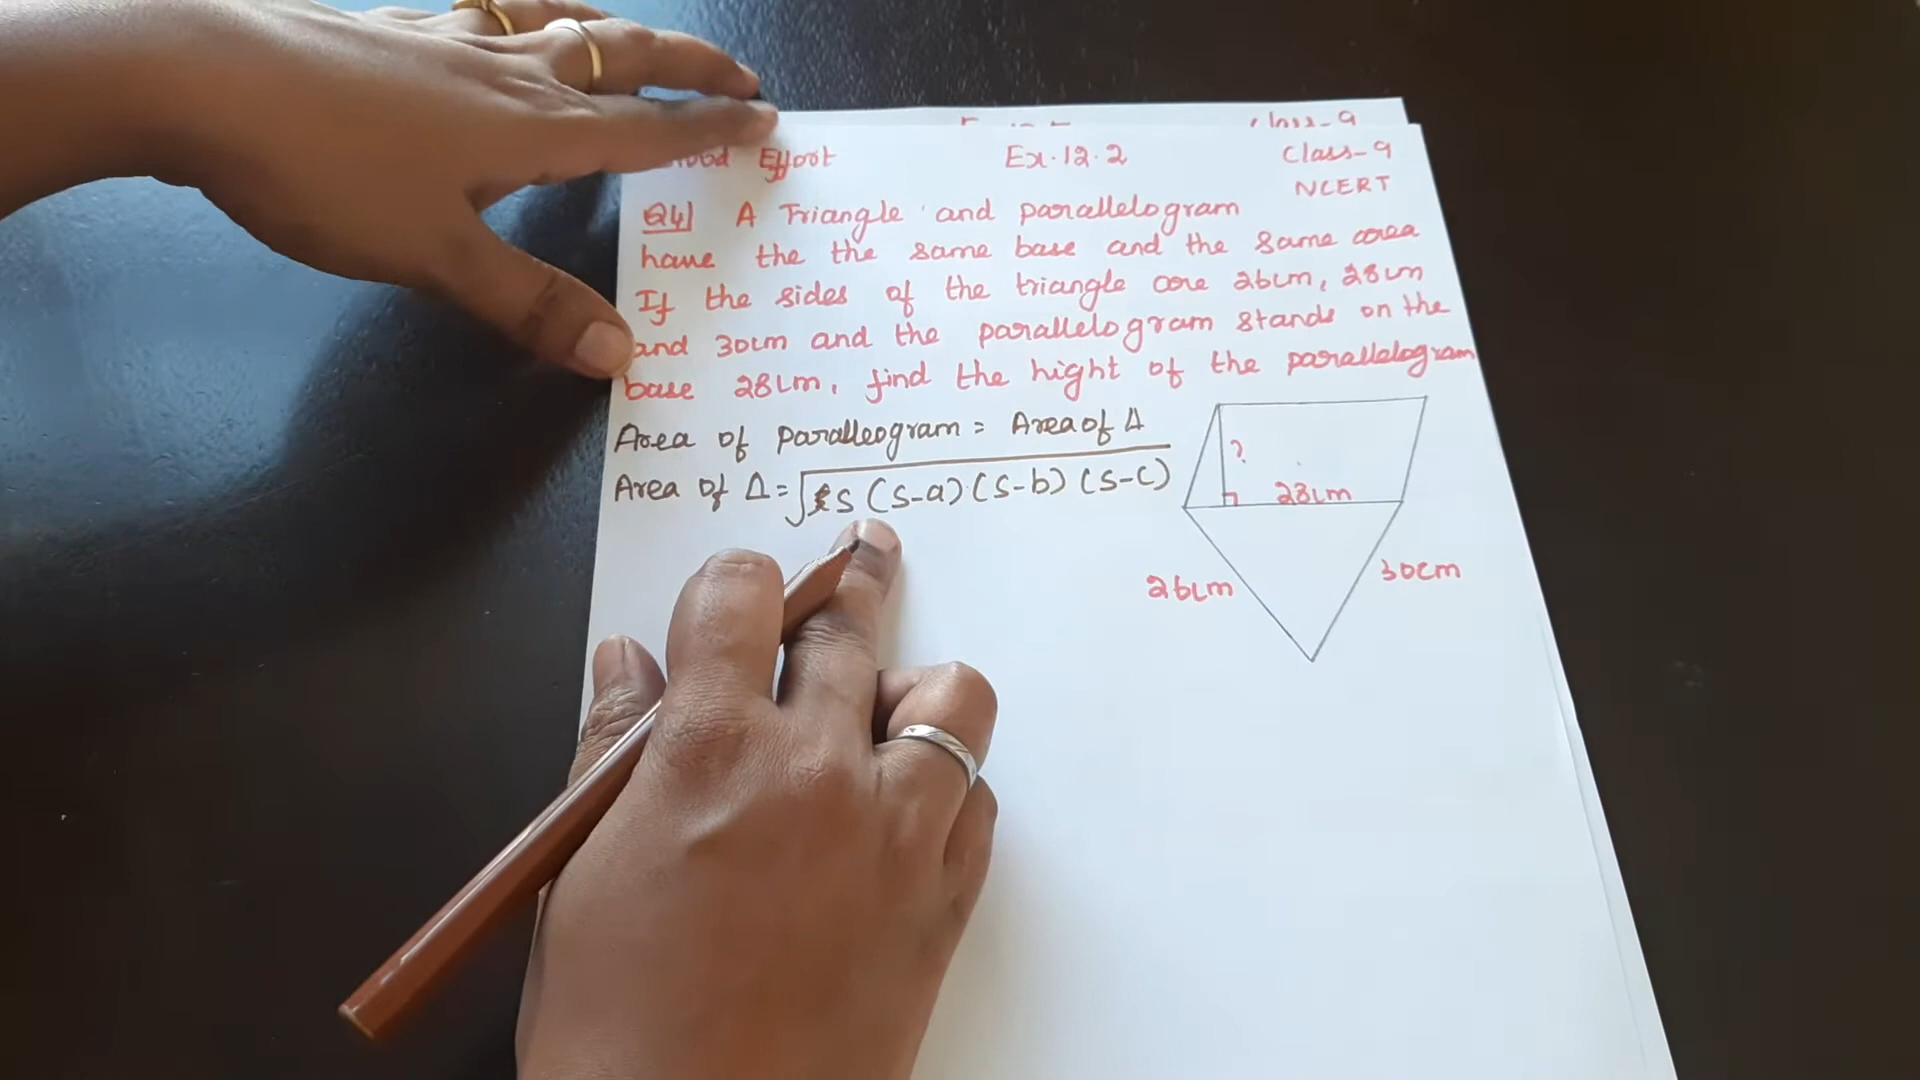 Effort Ex.12.2 Class-9
NCERT
Q4| A Triangle and parallelogram
have the the same base and the same area
If the sides of the triangle are 26cm, 28cm
and 30cm and the parallelogram stands on the
base 28cm, find the hight of the parallelogram
Area of paralleogram = Area of Δ
Area of Δ = √s(s-a)(s-b)(s-c)
?
28cm
26cm
30cm